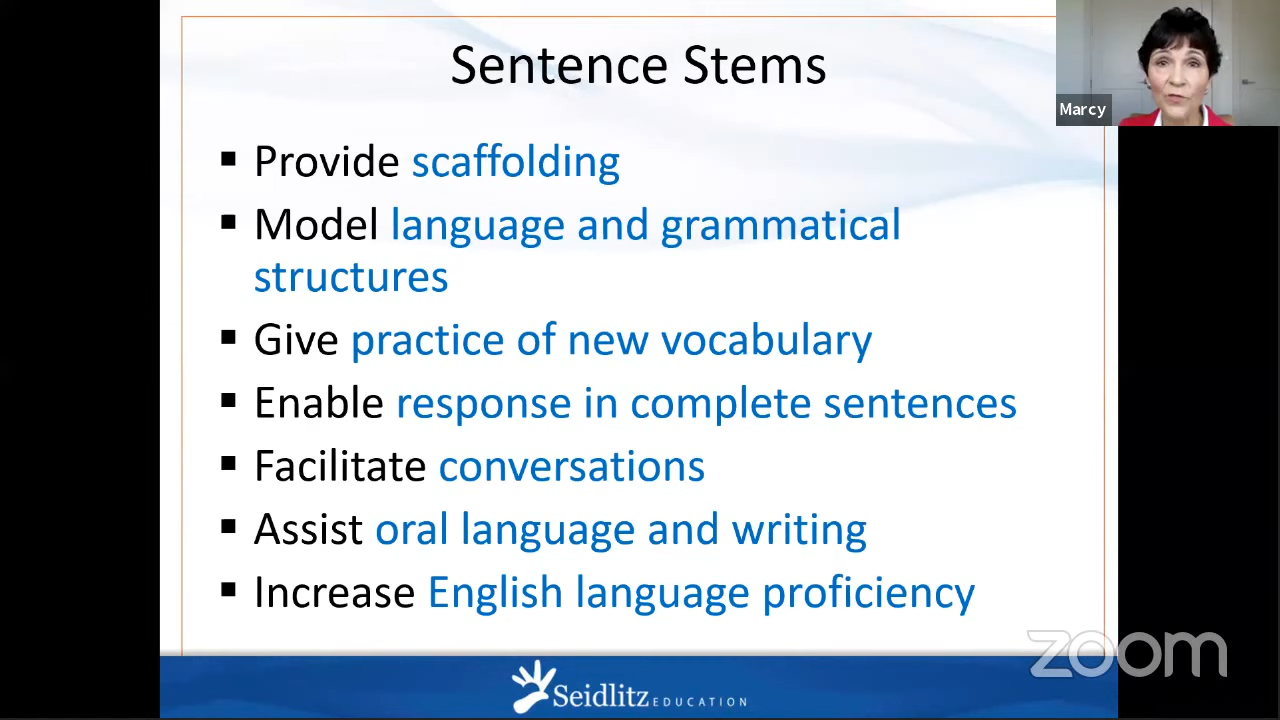 Sentence Stems
Marcy
▪ Provide scaffolding
▪ Model language and grammatical
structures
▪ Give practice of new vocabulary
▪ Enable response in complete sentences
▪ Facilitate conversations
▪ Assist oral language and writing
▪ Increase English language proficiency
zoom
Seidlitz EDUCATION